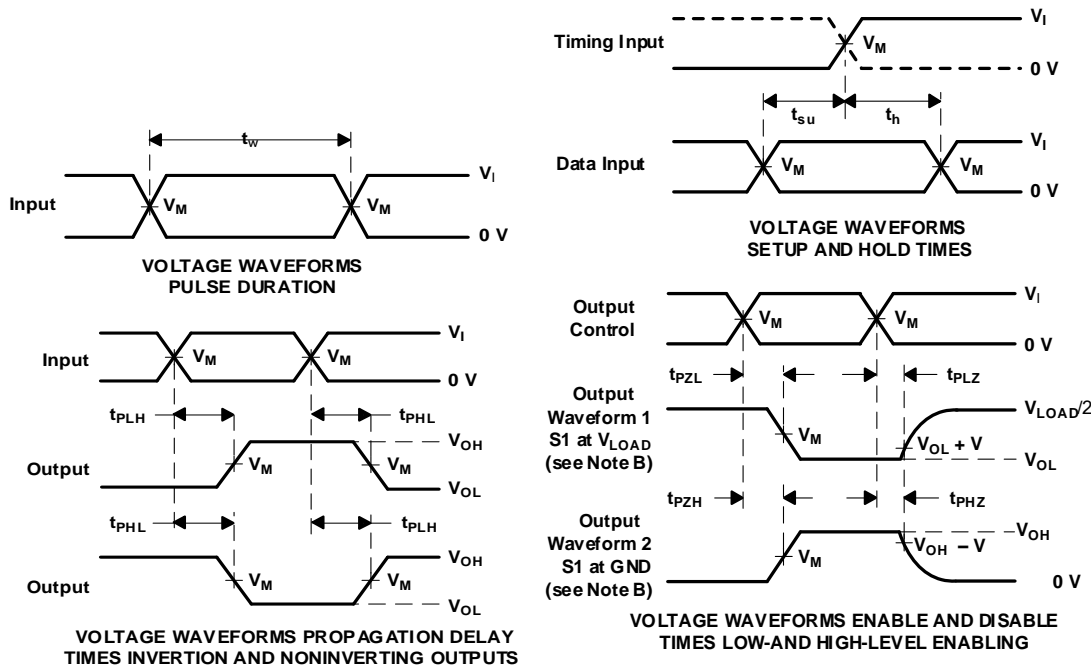 t_w
V_I
Input
V_M
V_M
0 V
VOLTAGE WAVEFORMS
PULSE DURATION
Timing Input
V_I
V_M
0 V
t_su
t_h
V_I
Data Input
V_M
V_M
0 V
VOLTAGE WAVEFORMS
SETUP AND HOLD TIMES
V_I
Input
V_M
V_M
0 V
t_PLH
t_PHL
V_OH
Output
V_M
V_M
V_OL
t_PHL
t_PLH
V_OH
Output
V_M
V_M
V_OL
VOLTAGE WAVEFORMS PROPAGATION DELAY
TIMES INVERTION AND NONINVERTING OUTPUTS
V_I
Output
Control
V_M
V_M
0 V
t_PZL
t_PLZ
Output
Waveform 1
S1 at V_LOAD
(see Note B)
V_LOAD/2
V_M
V_OL + V
V_OL
t_PZH
t_PHZ
Output
Waveform 2
S1 at GND
(see Note B)
V_OH
V_M
V_OH – V
0 V
VOLTAGE WAVEFORMS ENABLE AND DISABLE
TIMES LOW-AND HIGH-LEVEL ENABLING